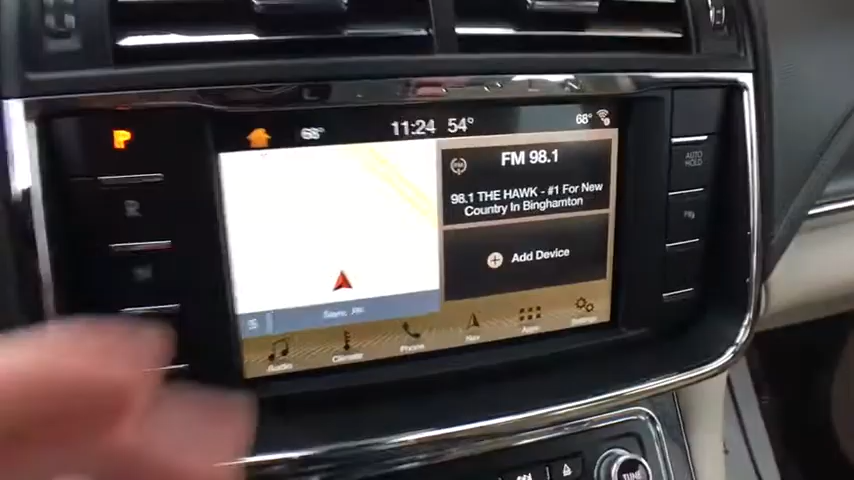 P
68°
11:24
54°
68°
FM 98.1
98.1 THE HAWK - #1 For New
Country In Binghamton
Add Device
Audio
Climate
Phone
Nav
Apps
Settings
AUTO
HOLD
R
TUNE